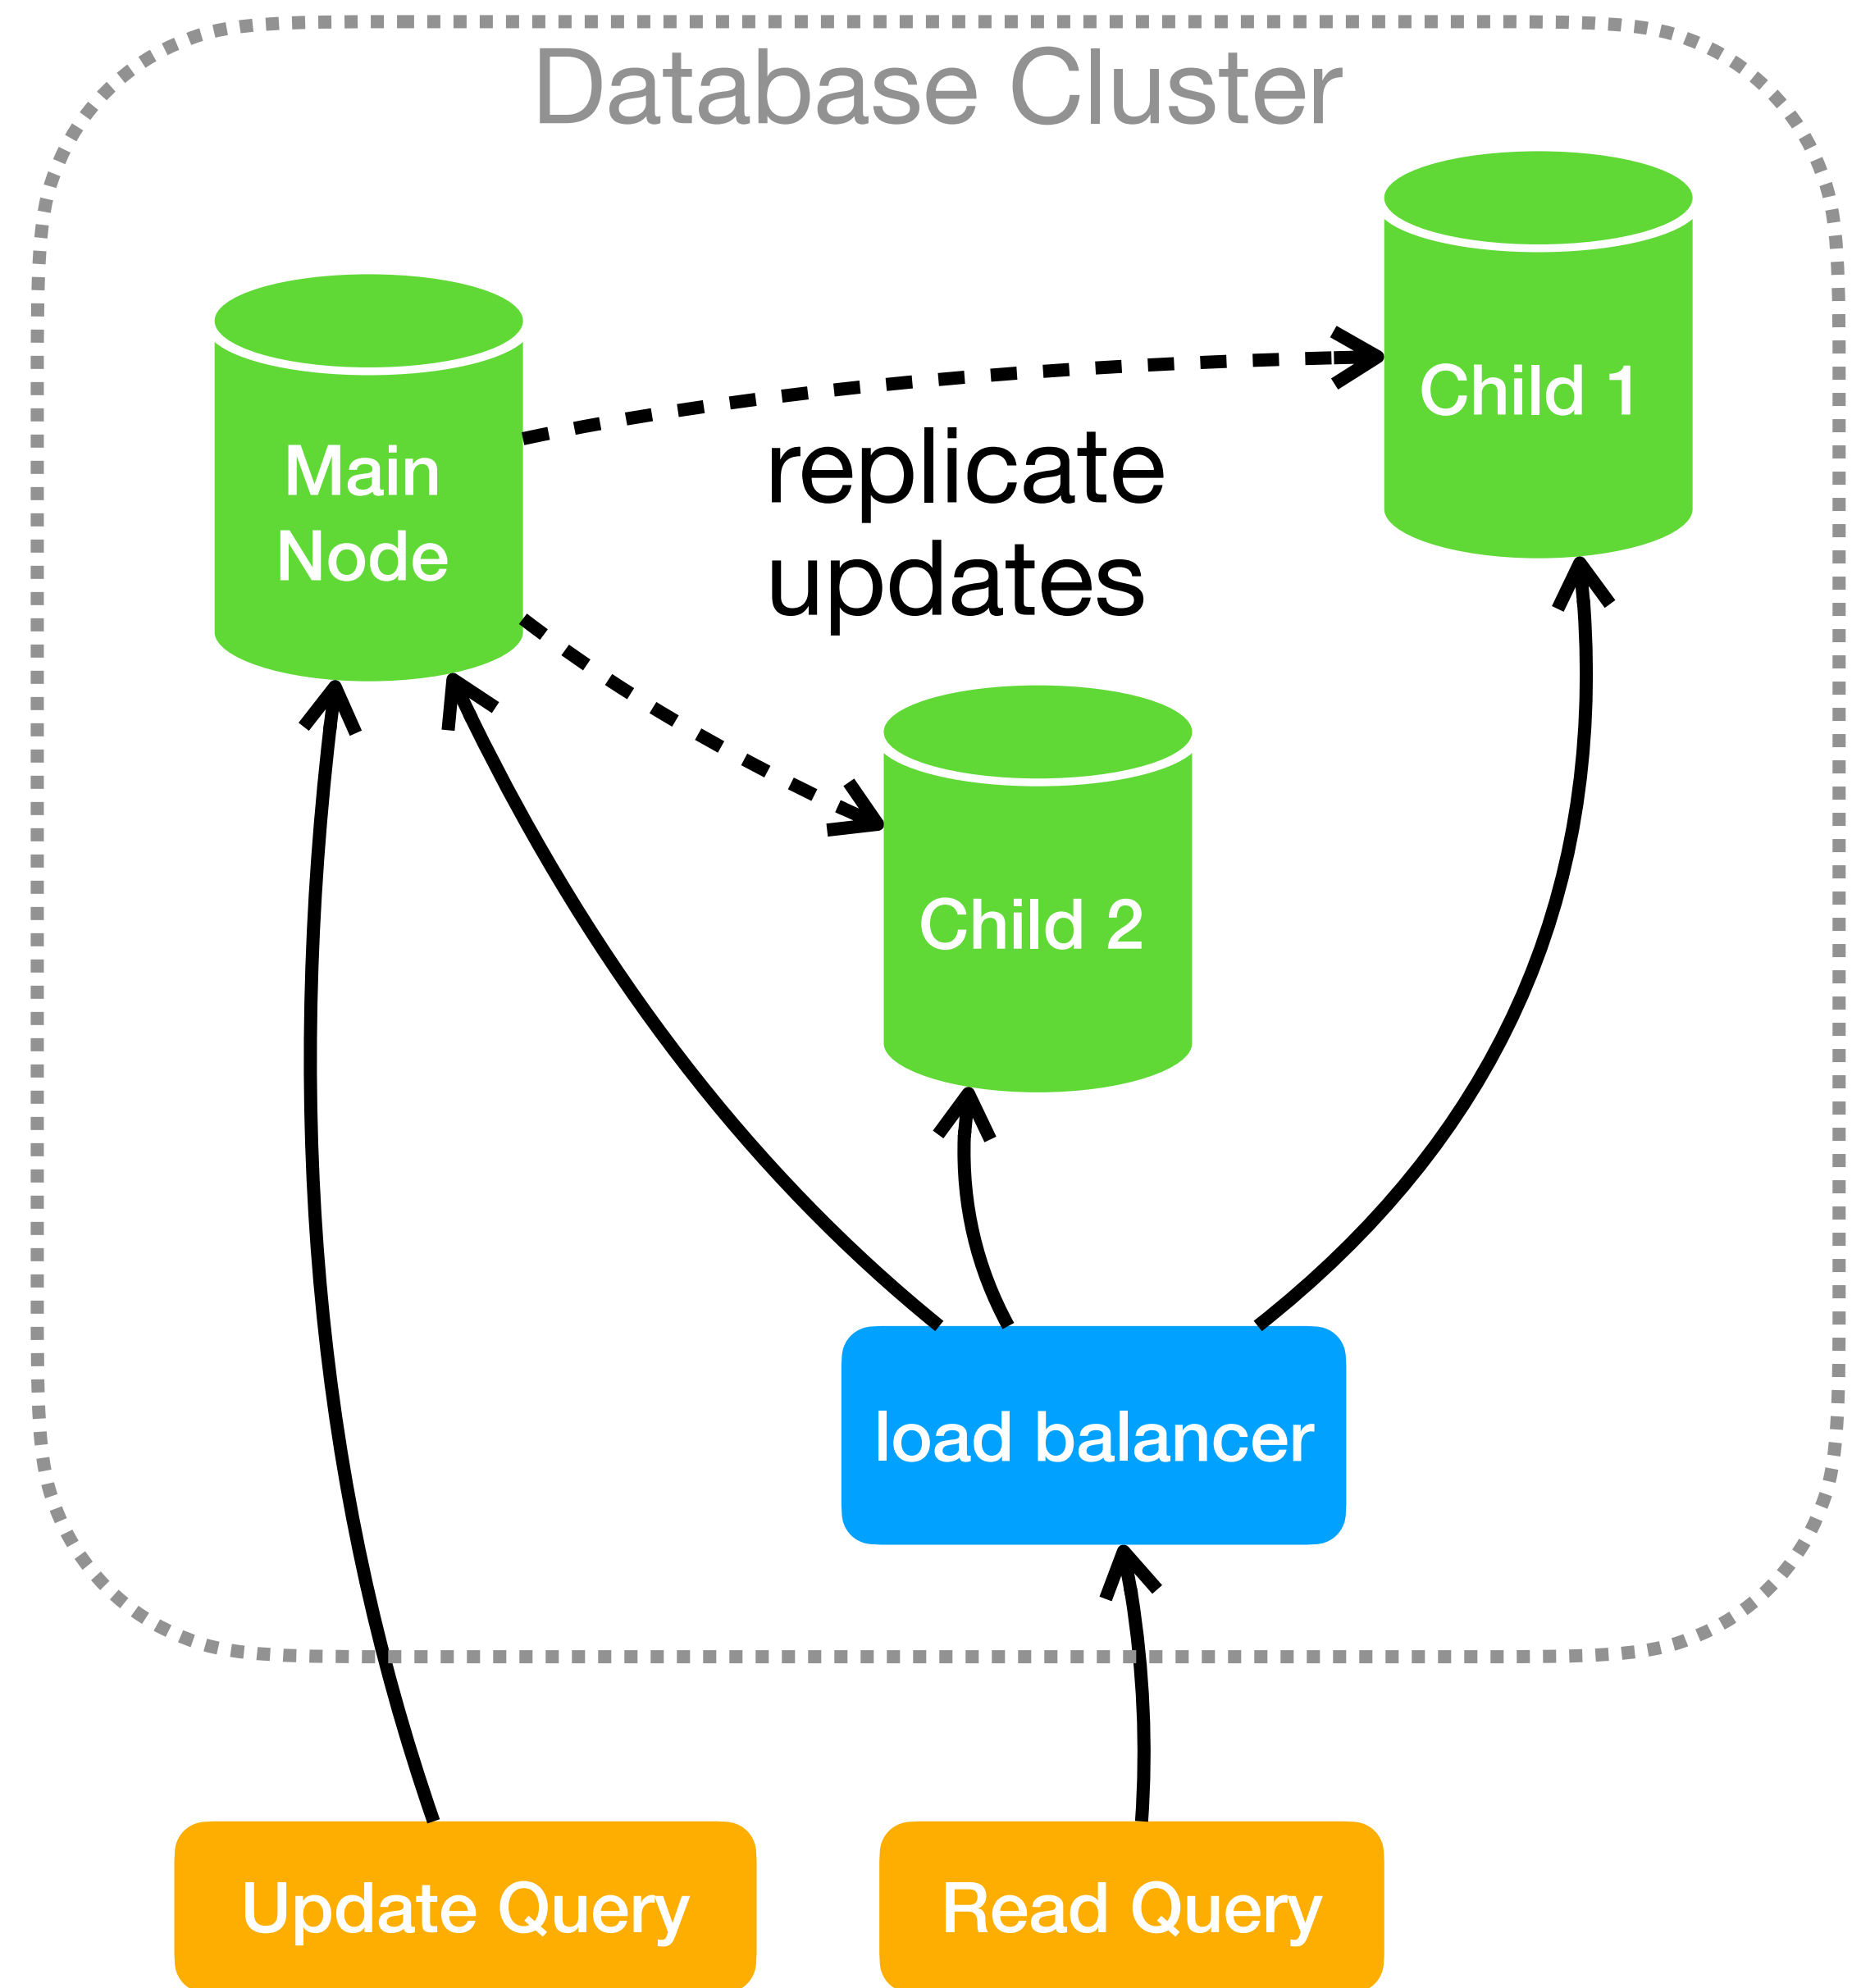 Database Cluster
Child 1
Main
Node
replicate
updates
Child 2
load balancer
Update Query
Read Query